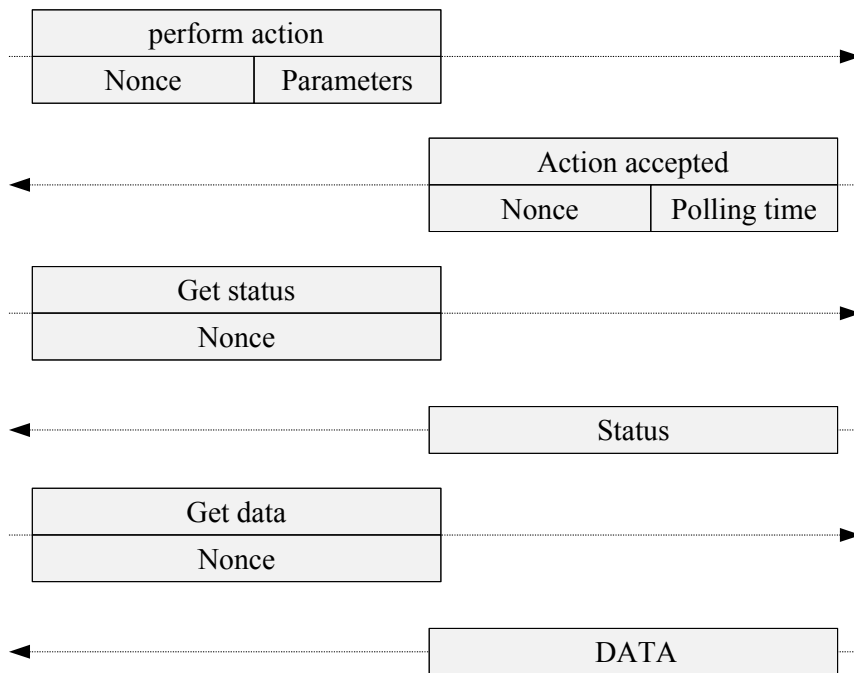 perform action
Nonce Parameters
Action accepted
Nonce Polling time
Get status
Nonce
Status
Get data
Nonce
DATA